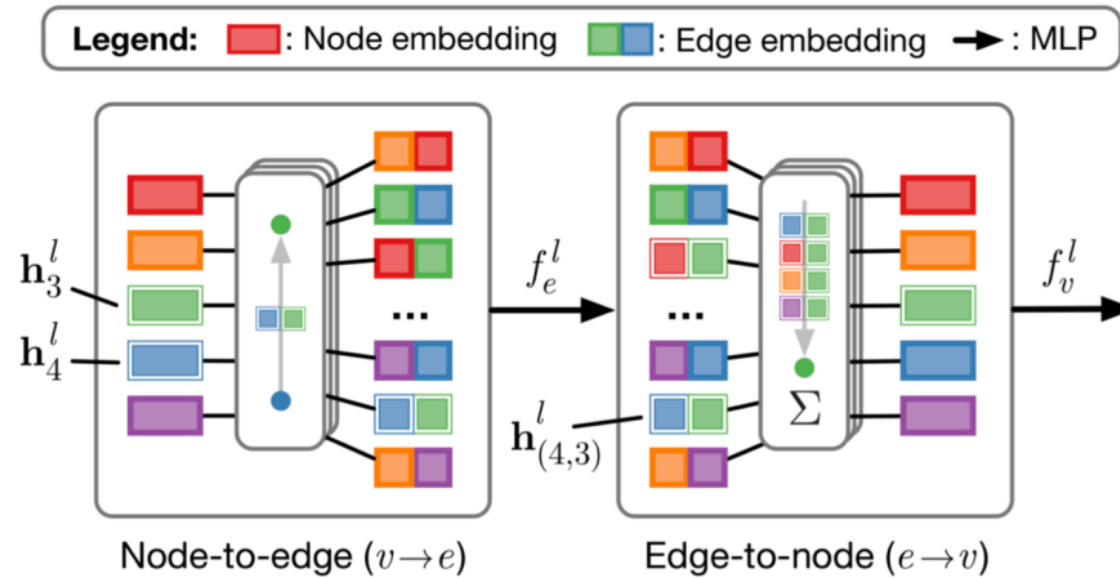 Legend: : Node embedding : Edge embedding : MLP
h_3^l
h_4^l
...
f_e^l
...
h_{(4,3)}^l
Σ
f_v^l
Node-to-edge (v→e)
Edge-to-node (e→v)